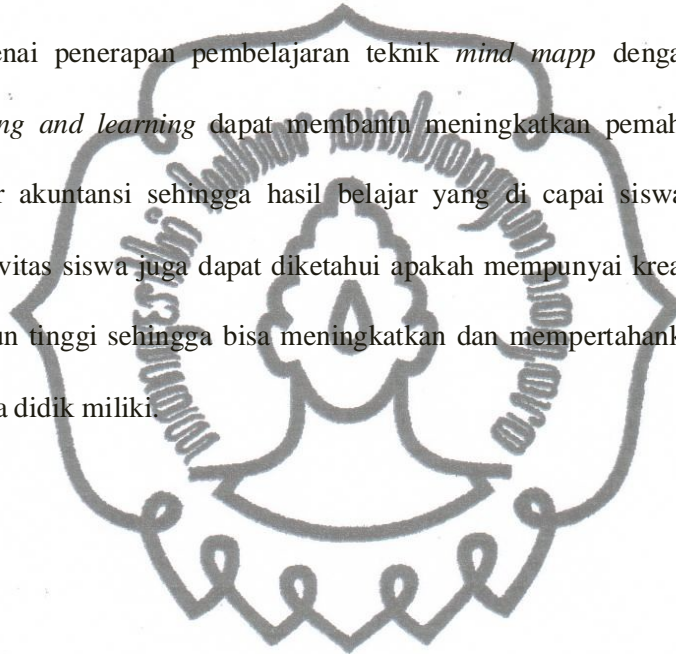 enai penerapan pembelajaran teknik mind mapp denga
ng and learning dapat membantu meningkatkan pemah
r akuntansi sehingga hasil belajar yang di capai siswa
vitas siswa juga dapat diketahui apakah mempunyai krea
un tinggi sehingga bisa meningkatkan dan mempertahank
a didik miliki.